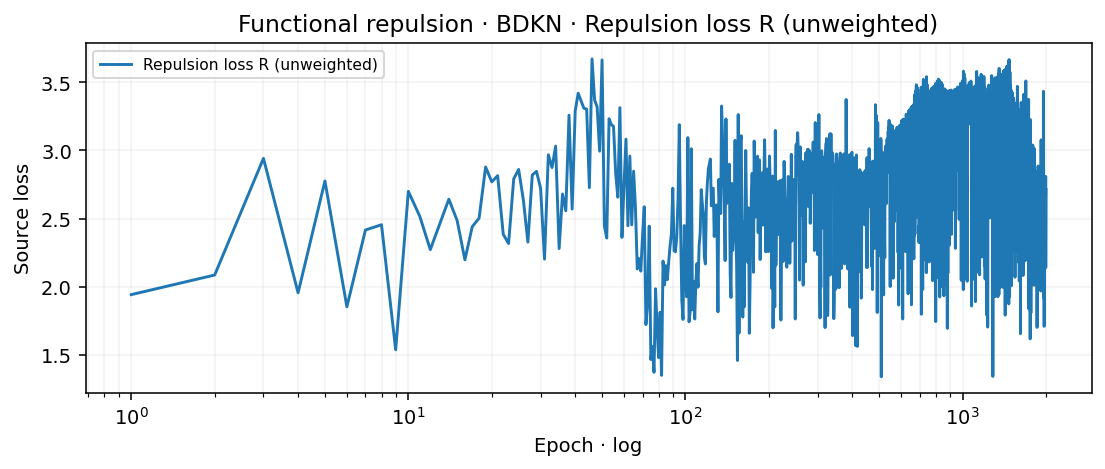 Functional repulsion · BDKN · Repulsion loss R (unweighted)
Repulsion loss R (unweighted)
3.5
3.0
2.5
2.0
1.5
Source loss
10⁰ 10¹ 10² 10³
Epoch · log